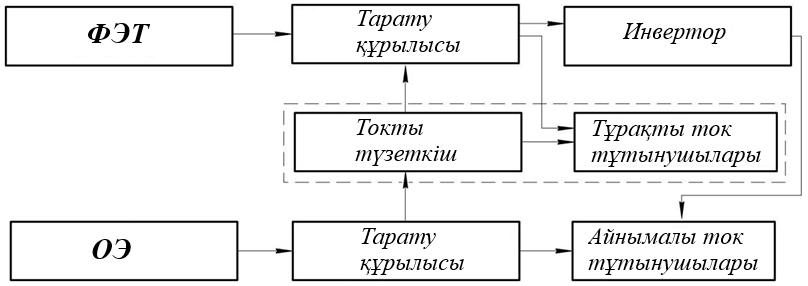 ФЭТ
Тарату
құрылысы
Инвертор
Токты
түзеткіш
Тұрақты ток
тұтынушылары
ОЭ
Тарату
құрылысы
Айнымалы ток
тұтынушылары